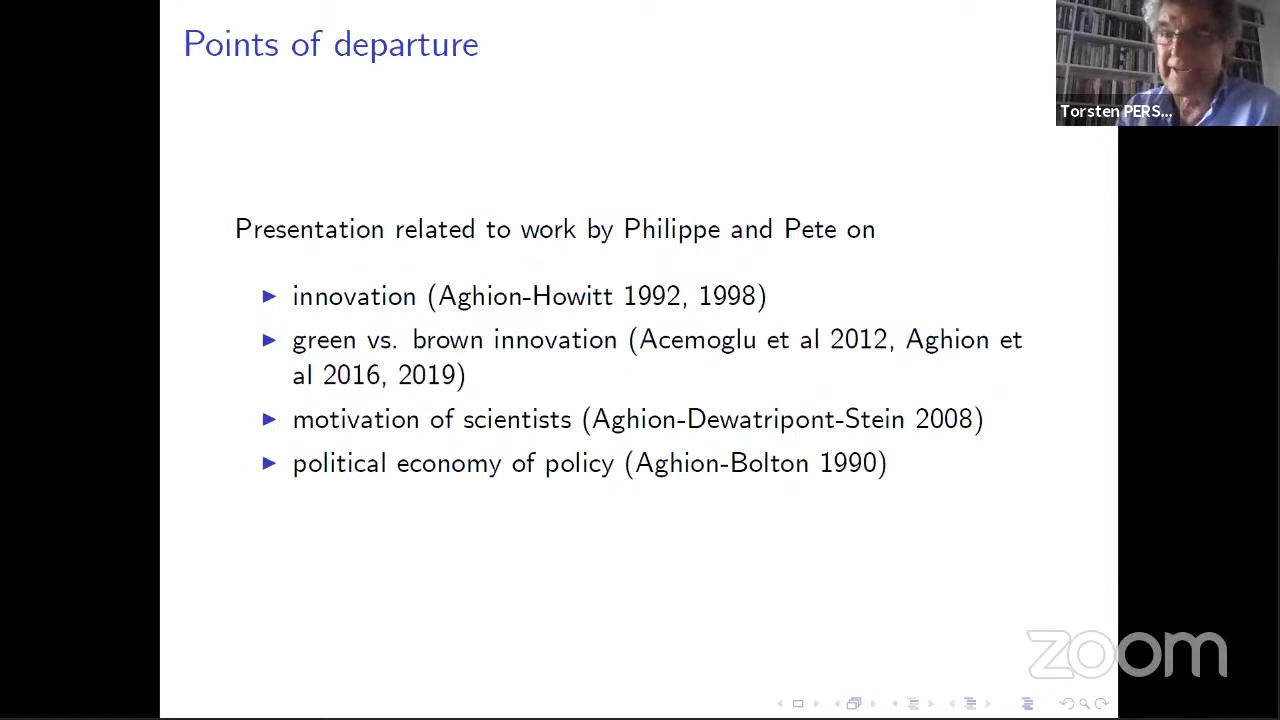 Points of departure
Torsten PERS...
Presentation related to work by Philippe and Pete on
innovation (Aghion-Howitt 1992, 1998)
green vs. brown innovation (Acemoglu et al 2012, Aghion et
al 2016, 2019)
motivation of scientists (Aghion-Dewatripont-Stein 2008)
political economy of policy (Aghion-Bolton 1990)
zoom